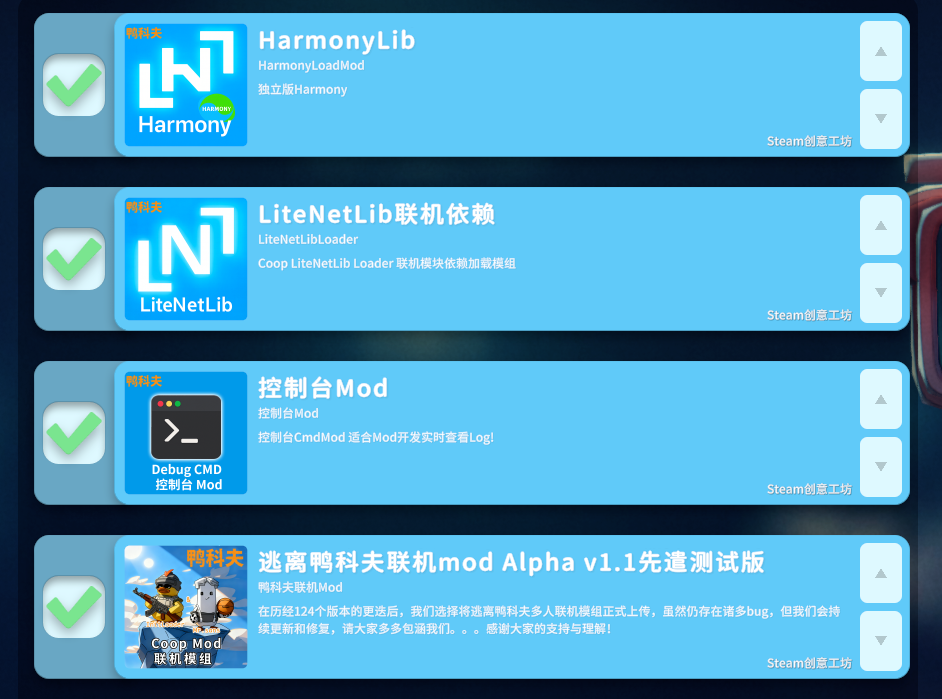 鸭科夫
HARMONY
Harmony
HarmonyLib
HarmonyLoadMod
独立版Harmony
Steam创意工坊
鸭科夫
LiteNetLib
LiteNetLib联机依赖
LiteNetLibLoader
Coop LiteNetLib Loader 联机模块依赖加载模组
Steam创意工坊
鸭科夫
Debug CMD
控制台 Mod
控制台Mod
控制台Mod
控制台CmdMod 适合Mod开发实时查看Log!
Steam创意工坊
鸭科夫
Coop Mod
联机模组
逃离鸭科夫联机mod Alpha v1.1先遣测试版
鸭科夫联机Mod
在历经124个版本的更迭后，我们选择将逃离鸭科夫多人联机模组正式上传，虽然仍存在诸多bug，但我们会持
续更新和修复，请大家多多包涵我们。。。感谢大家的支持与理解！
Steam创意工坊